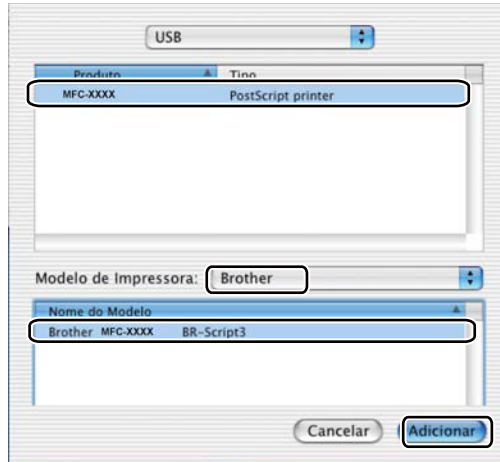 USB
Produto Tipo
MFC-XXXX PostScript printer
Modelo de Impressora: Brother
Nome do Modelo
Brother MFC-XXXX BR-Script3
Cancelar Adicionar